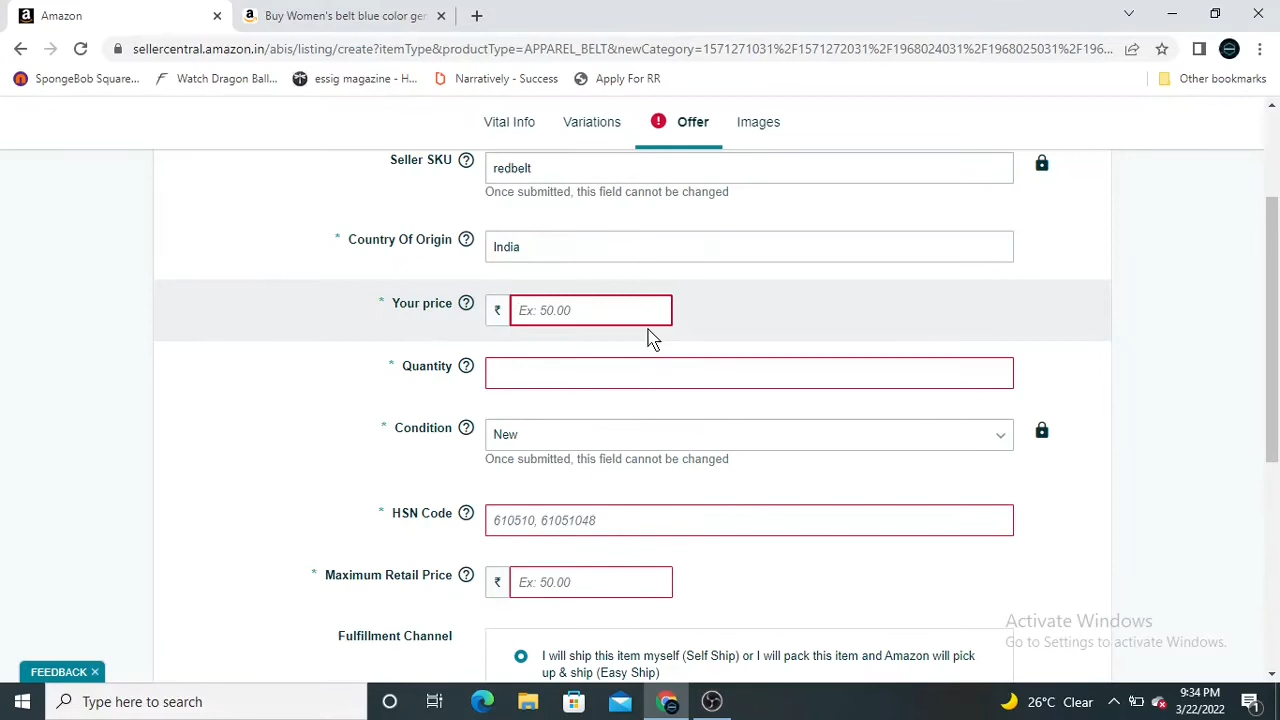 Amazon
Buy Women's belt blue color ger
sellercentral.amazon.in/abis/listing/create?itemType&productType=APPAREL_BELT&newCategory=1571271031%2F1571272031%2F1968024031%2F1968025031%2F196...
SpongeBob Square...
Watch Dragon Ball...
essig magazine - H...
Narratively - Success
Apply For RR
Other bookmarks
Vital Info
Variations
! Offer
Images
Seller SKU ? redbelt
Once submitted, this field cannot be changed
* Country Of Origin ? India
* Your price ? ₹ Ex: 50.00
* Quantity ?
* Condition ? New
Once submitted, this field cannot be changed
* HSN Code ? 610510, 61051048
* Maximum Retail Price ? ₹ Ex: 50.00
Fulfillment Channel
I will ship this item myself (Self Ship) or I will pack this item and Amazon will pick
up & ship (Easy Ship)
Activate Windows
Go to Settings to activate Windows.
FEEDBACK ×
Type here to search
26°C Clear
9:34 PM
3/22/2022
1